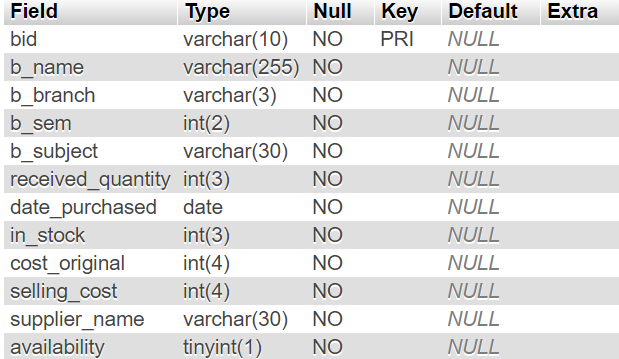 Field Type Null Key Default Extra
bid varchar(10) NO PRI NULL
b_name varchar(255) NO NULL
b_branch varchar(3) NO NULL
b_sem int(2) NO NULL
b_subject varchar(30) NO NULL
received_quantity int(3) NO NULL
date_purchased date NO NULL
in_stock int(3) NO NULL
cost_original int(4) NO NULL
selling_cost int(4) NO NULL
supplier_name varchar(30) NO NULL
availability tinyint(1) NO NULL